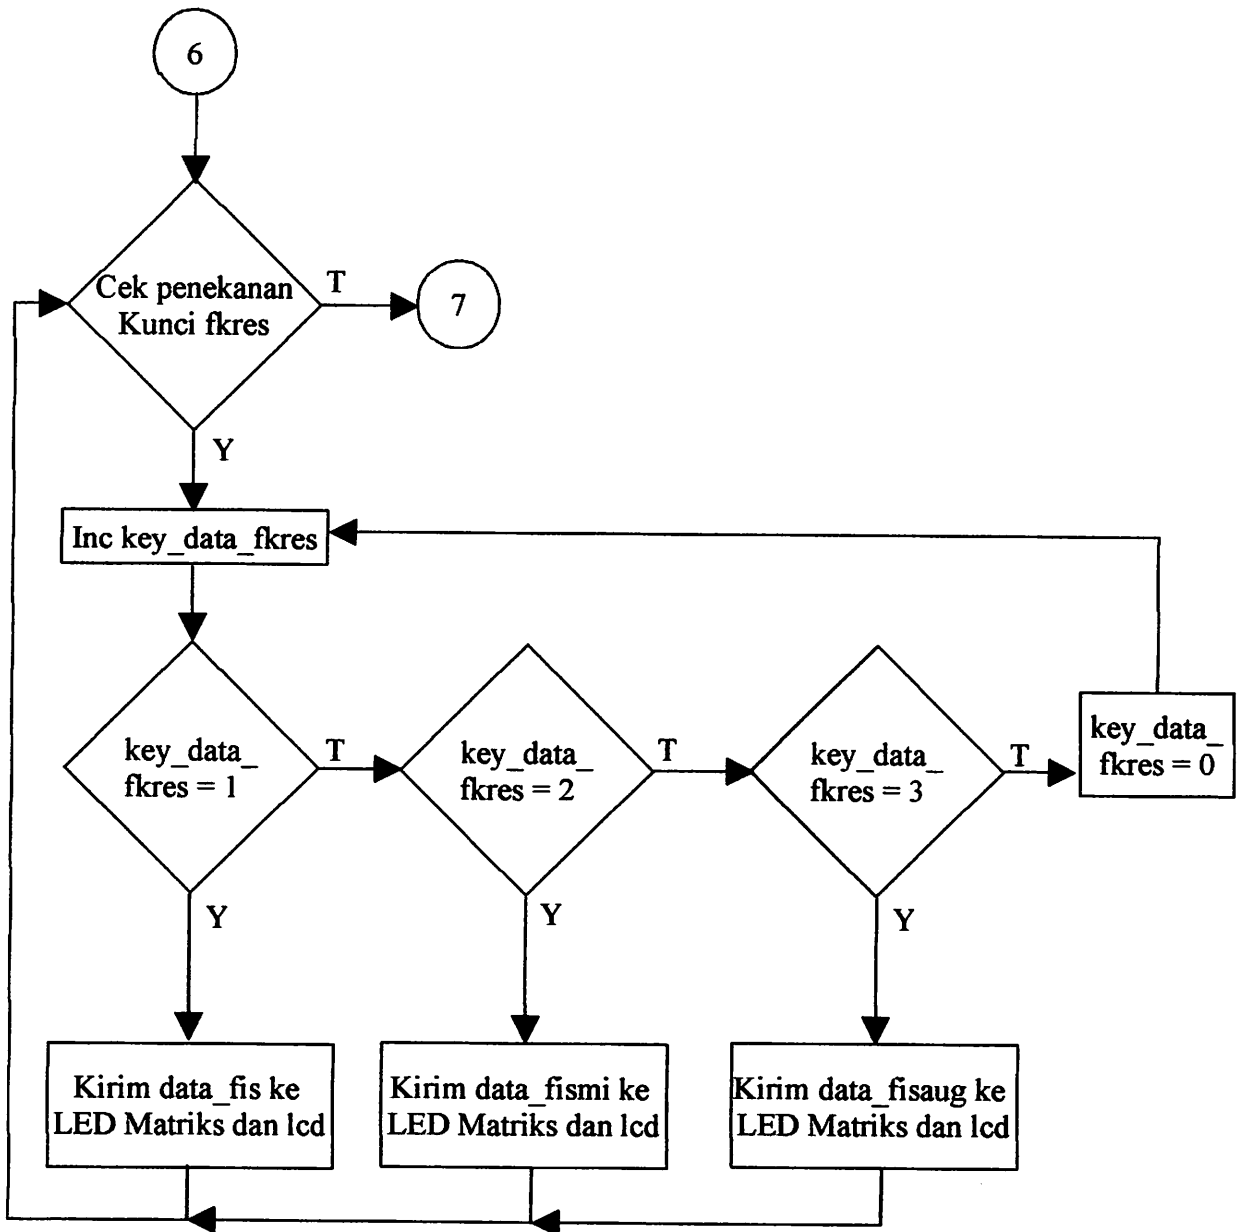 6
Cek penekanan
Kunci fkres
T
7
Y
Inc key_data_fkres
key_data_
fkres = 1
T
key_data_
fkres = 2
T
key_data_
fkres = 3
T
key_data_
fkres = 0
Y
Y
Y
Kirim data_fis ke
LED Matriks dan lcd
Kirim data_fismi ke
LED Matriks dan lcd
Kirim data_fisaug ke
LED Matriks dan lcd